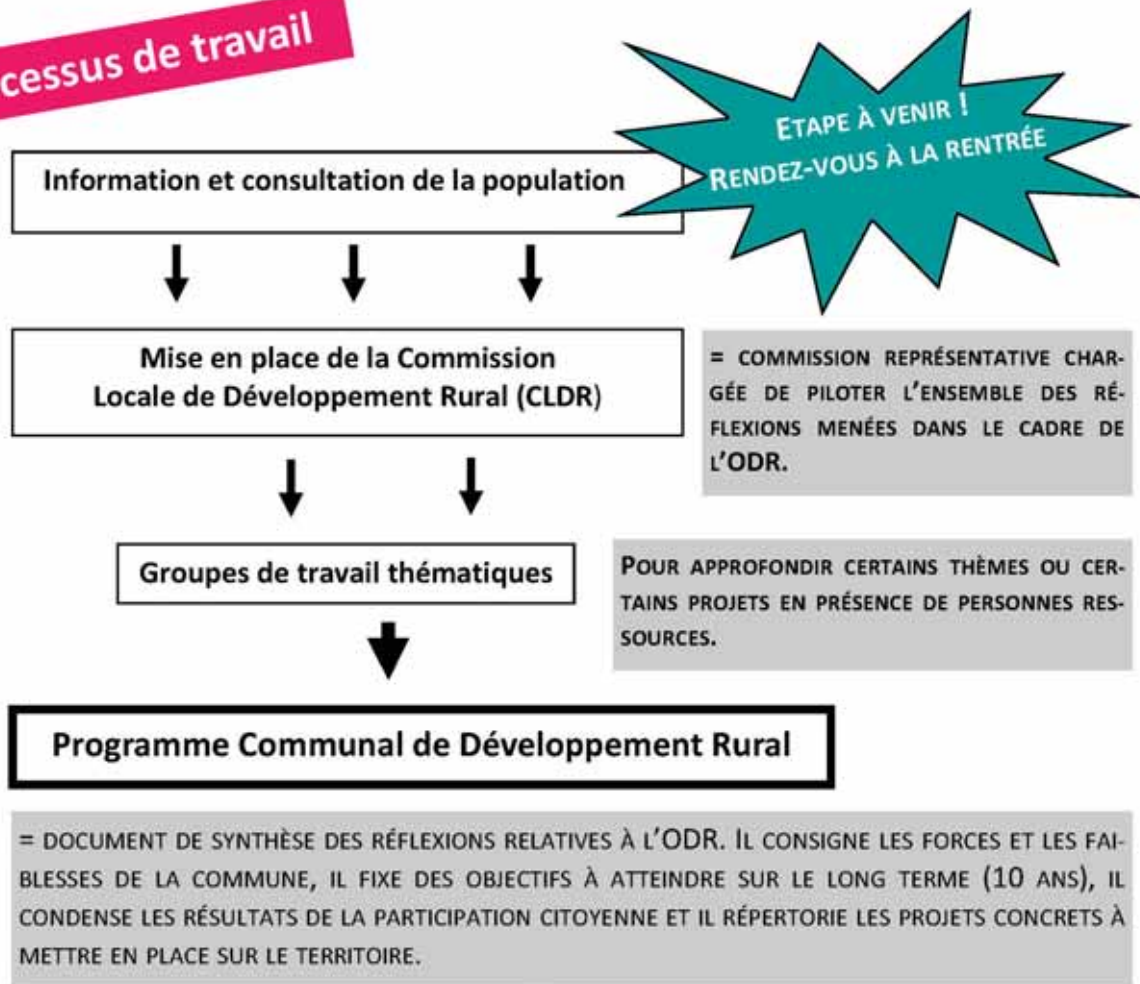 cessus de travail
ETAPE À VENIR !
RENDEZ-VOUS À LA RENTRÉE
Information et consultation de la population
Mise en place de la Commission
Locale de Développement Rural (CLDR)
= COMMISSION REPRÉSENTATIVE CHAR-
GÉE DE PILOTER L'ENSEMBLE DES RÉ-
FLEXIONS MENÉES DANS LE CADRE DE
L'ODR.
Groupes de travail thématiques
POUR APPROFONDIR CERTAINS THÈMES OU CER-
TAINS PROJETS EN PRÉSENCE DE PERSONNES RES-
SOURCES.
Programme Communal de Développement Rural
= DOCUMENT DE SYNTHÈSE DES RÉFLEXIONS RELATIVES À L'ODR. IL CONSIGNE LES FORCES ET LES FAI-
BLESSES DE LA COMMUNE, IL FIXE DES OBJECTIFS À ATTEINDRE SUR LE LONG TERME (10 ANS), IL
CONDENSE LES RÉSULTATS DE LA PARTICIPATION CITOYENNE ET IL RÉPERTORIE LES PROJETS CONCRETS À
METTRE EN PLACE SUR LE TERRITOIRE.